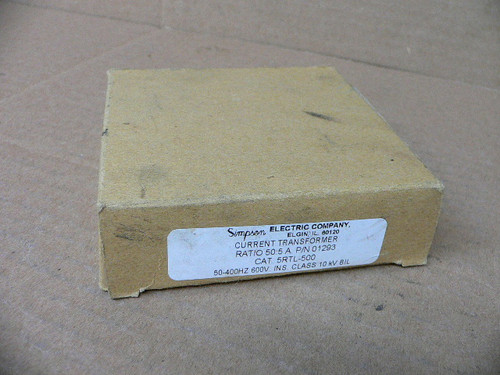 Simpson ELECTRIC COMPANY.
ELGIN, IL. 60120
CURRENT TRANSFORMER
RATIO 50:5 A. P/N 01293
CAT. 5RTL-500
50-400HZ 600V. INS. CLASS 10 kV BIL